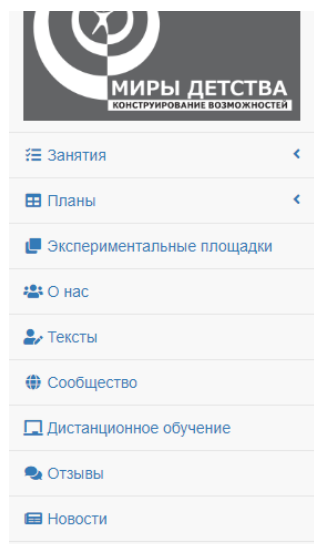 МИРЫ ДЕТСТВА
КОНСТРУИРОВАНИЕ ВОЗМОЖНОСТЕЙ
Занятия
Планы
Экспериментальные площадки
О нас
Тексты
Сообщество
Дистанционное обучение
Отзывы
Новости